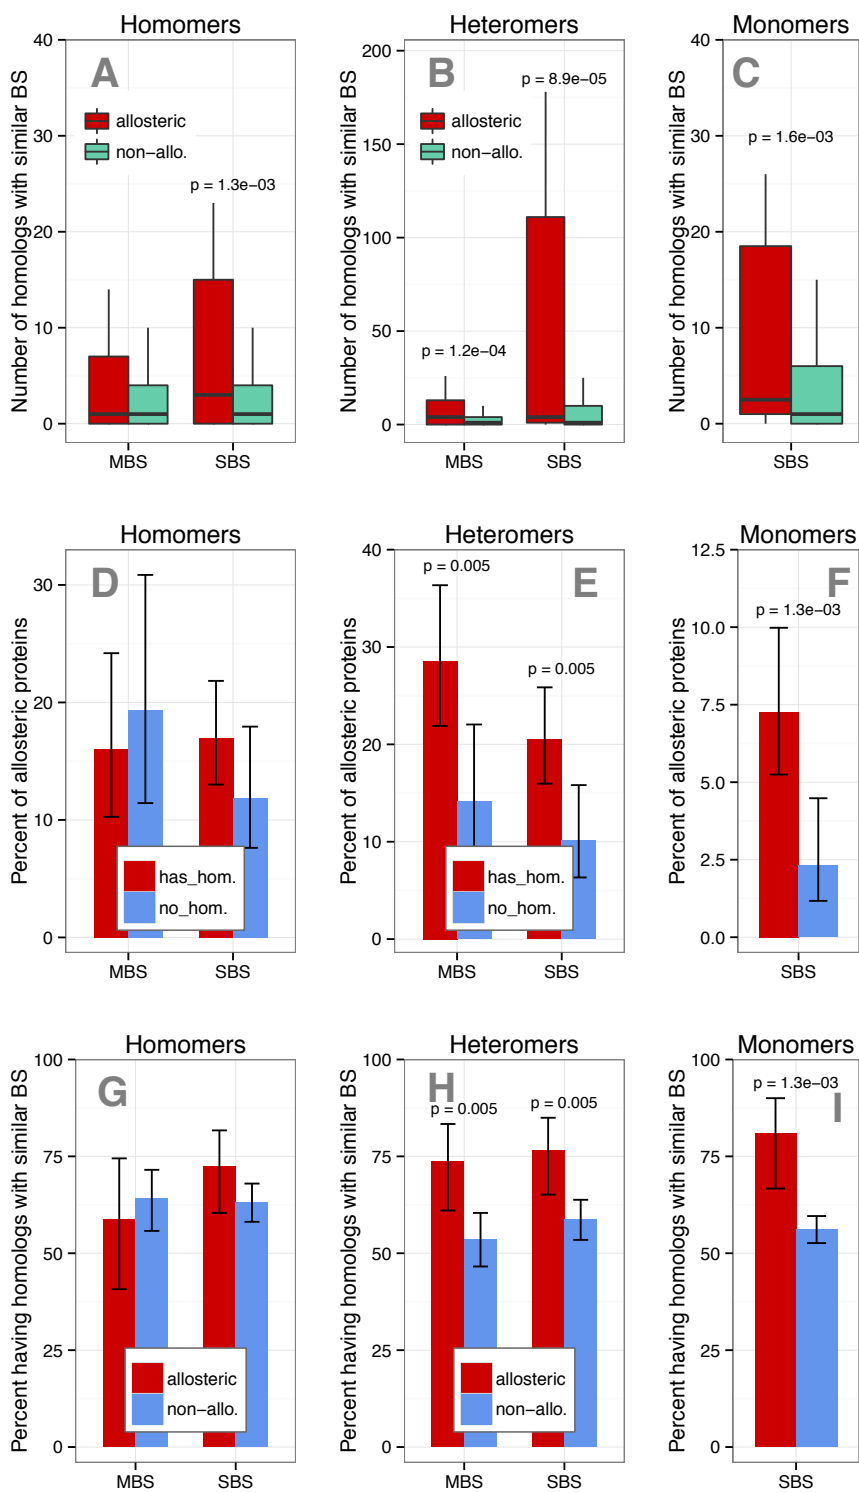 Homomers
Number of homologs with similar BS
A
allosteric
non−allo.
p = 1.3e−03
40
30
20
10
0
MBS
SBS
Heteromers
Number of homologs with similar BS
B
p = 8.9e−05
allosteric
non−allo.
p = 1.2e−04
200
150
100
50
0
MBS
SBS
Monomers
Number of homologs with similar BS
C
p = 1.6e−03
40
30
20
10
0
SBS
Homomers
Percent of allosteric proteins
D
30
20
10
0
has_hom.
no_hom.
MBS
SBS
Heteromers
Percent of allosteric proteins
p = 0.005
E
p = 0.005
40
30
20
10
0
has_hom.
no_hom.
MBS
SBS
Monomers
Percent of allosteric proteins
F
p = 1.3e−03
12.5
10.0
7.5
5.0
2.5
0.0
SBS
Homomers
Percent having homologs with similar BS
G
100
75
50
25
0
allosteric
non−allo.
MBS
SBS
Heteromers
Percent having homologs with similar BS
H
p = 0.005
p = 0.005
100
75
50
25
0
allosteric
non−allo.
MBS
SBS
Monomers
Percent having homologs with similar BS
p = 1.3e−03
I
100
75
50
25
0
SBS